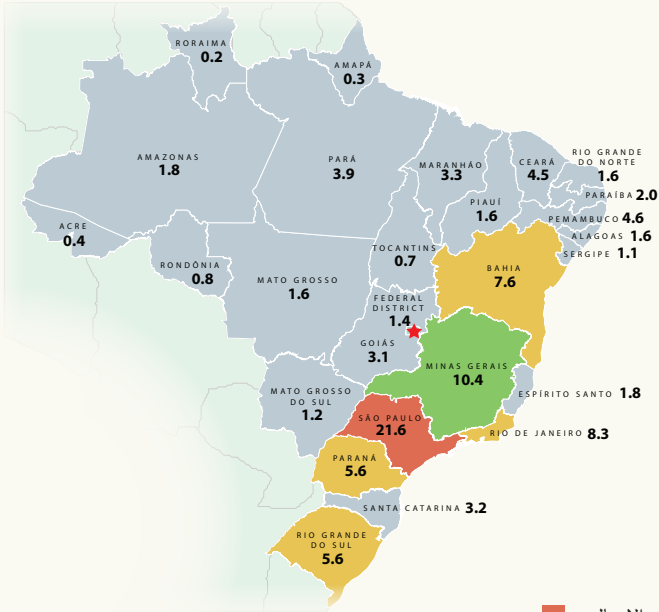 RORAIMA
0.2
AMAPÁ
0.3
AMAZONAS
1.8
PARÁ
3.9
MARANHÃO
3.3
CEARÁ
4.5
RIO GRANDE
DO NORTE
1.6
PARAÍBA 2.0
PIAUÍ
1.6
PEMAMBUCO 4.6
ALAGOAS 1.6
SERGIPE 1.1
ACRE
0.4
RONDÔNIA
0.8
TOCANTINS
0.7
MATO GROSSO
1.6
BAHIA
7.6
FEDERAL
DISTRICT
1.4
GOIÁS
3.1
MINAS GERAIS
10.4
MATO GROSSO
DO SUL
1.2
ESPÍRITO SANTO 1.8
SÃO PAULO
21.6
RIO DE JANEIRO 8.3
PARANÁ
5.6
SANTA CATARINA 3.2
RIO GRANDE
DO SUL
5.6